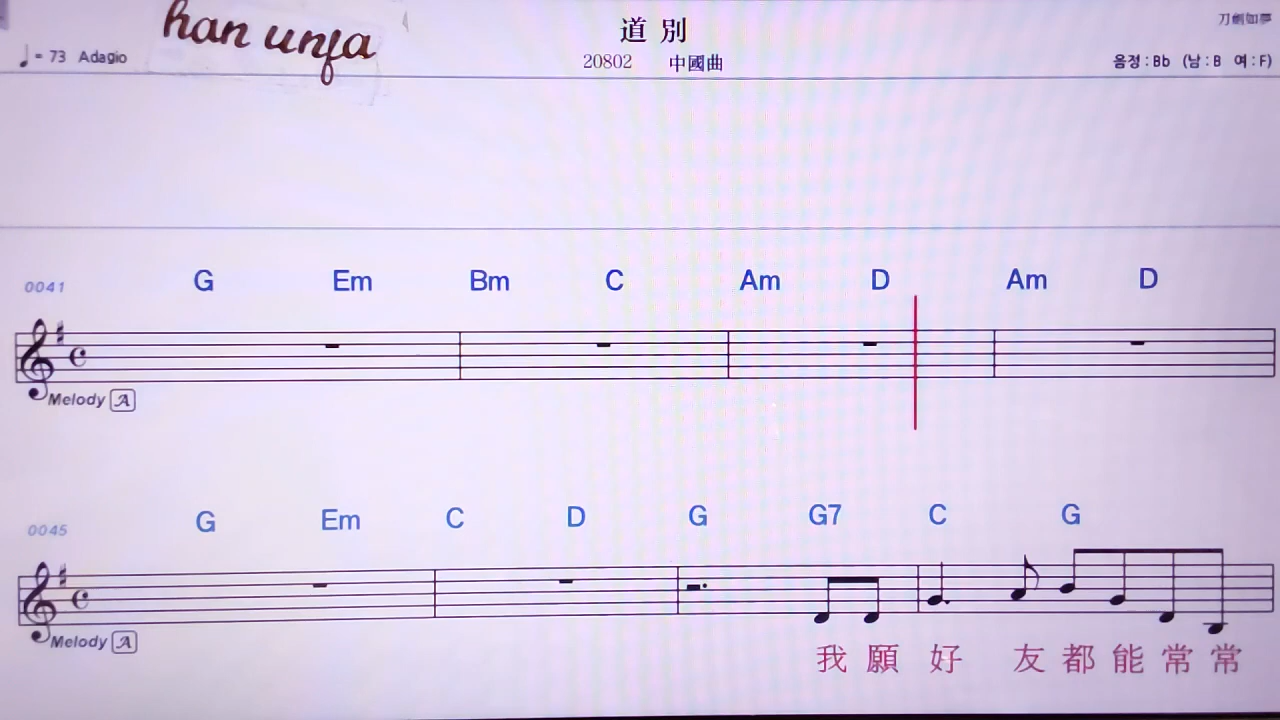 han unfa
道別
刀劍如夢
♩= 73 Adagio
20802 中國曲
음정 : Bb (남 : B 여 : F)
0041 G Em Bm C Am D Am D
Melody A
0045 G Em C D G G7 C G
Melody A
我願好友都能常常